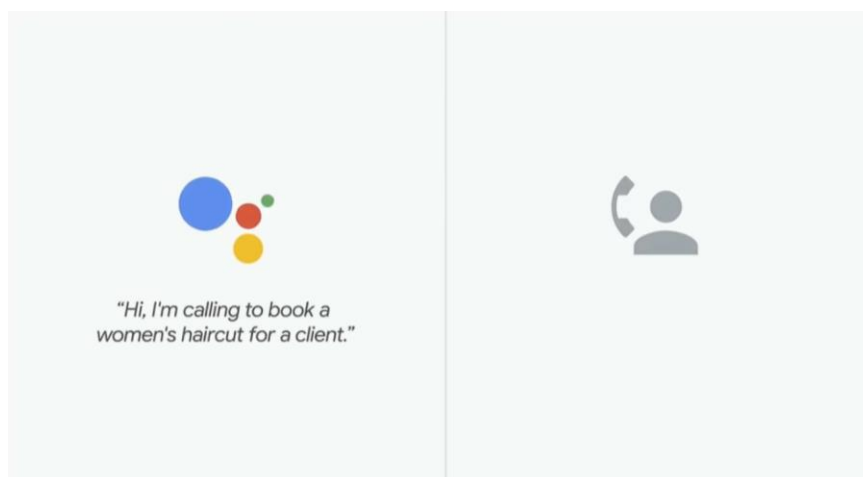 “Hi, I'm calling to book a
women's haircut for a client.”